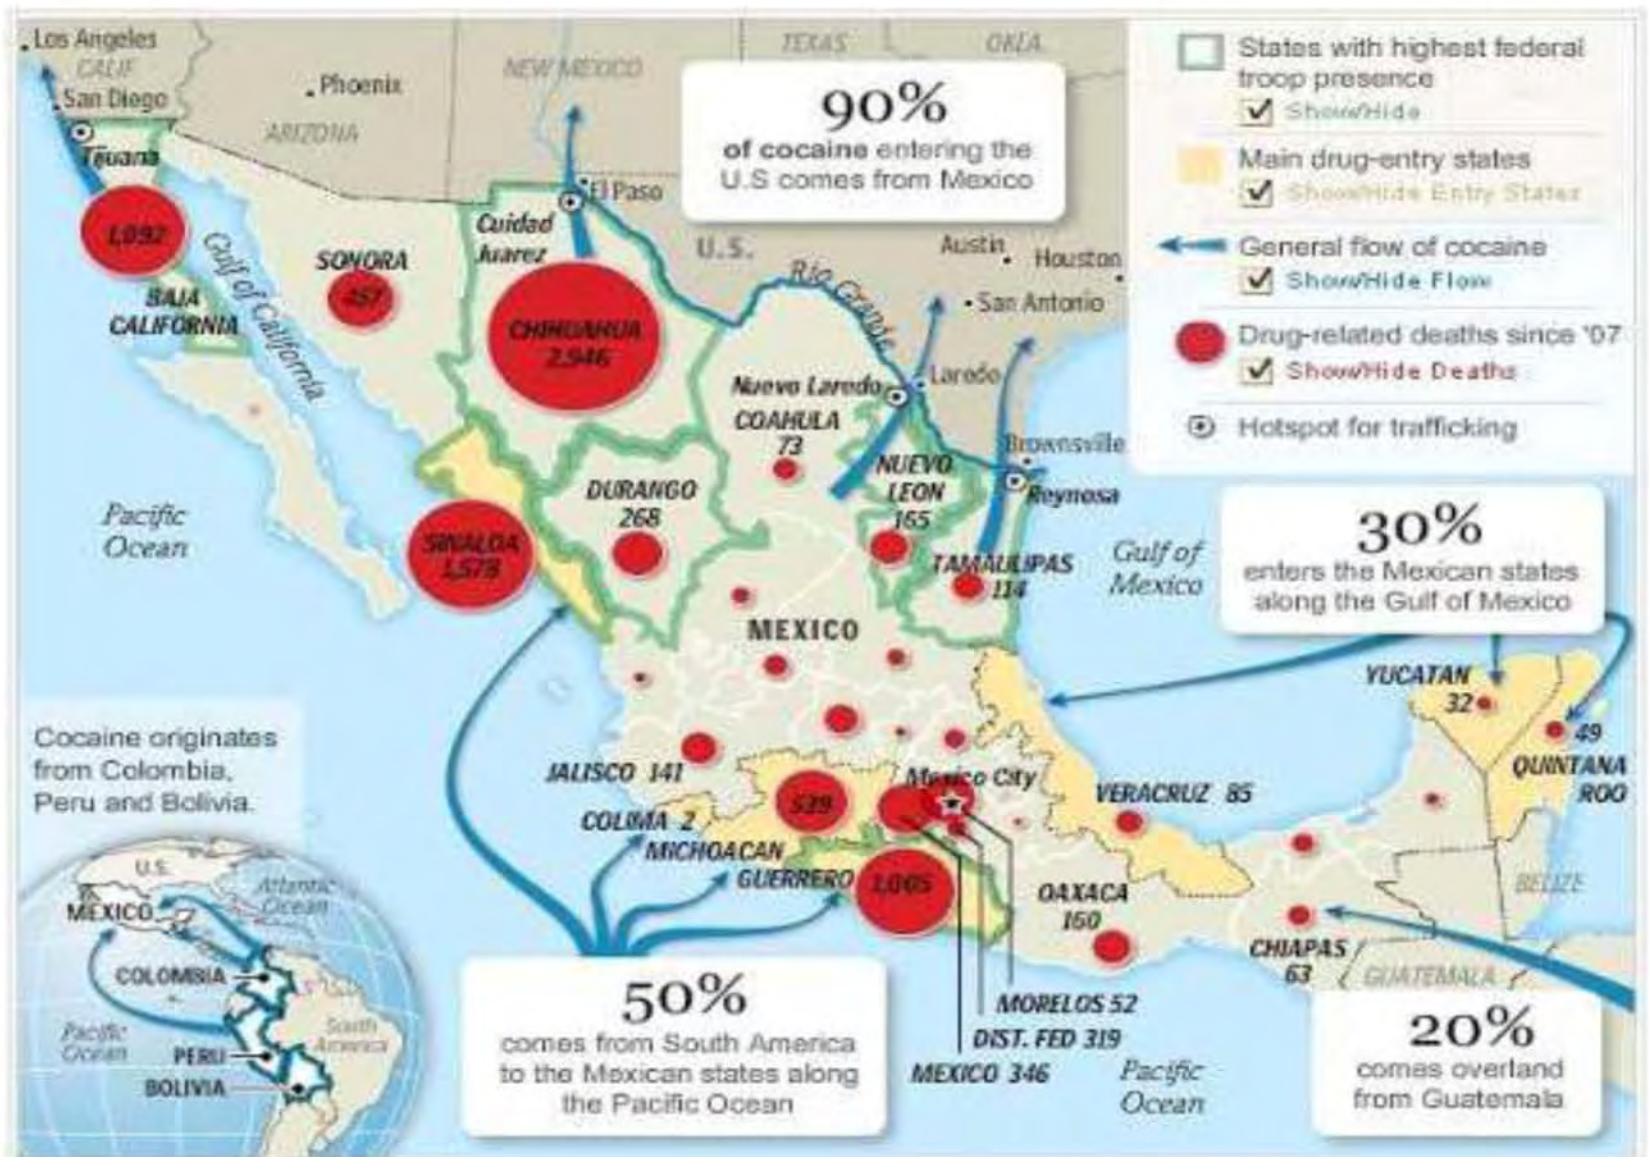 Los Angeles
CALIF
San Diego
Phoenix
ARIZONA
NEW MEXICO
TEXAS
OKLA
90%
of cocaine entering the
U.S comes from Mexico
States with highest federal
troop presence
Show/Hide
Main drug-entry states
Show/Hide Entry States
General flow of cocaine
Show/Hide Flow
Drug-related deaths since '07
Show/Hide Deaths
Hotspot for trafficking
Tijuana
1,092
BAJA
CALIFORNIA
Gulf of California
SONORA
El Paso
Cuidad
Juarez
CHIHUAHUA
2,946
U.S.
Rio Grande
Austin
Houston
San Antonio
Laredo
Nuevo Laredo
COAHULA
73
Brownsville
Reynosa
NUEVO
LEON
165
DURANGO
268
SINALOA
TAMAULIPAS
114
Pacific
Ocean
Gulf of
Mexico
30%
enters the Mexican states
along the Gulf of Mexico
MEXICO
YUCATAN
32
49
QUINTANA
ROO
Cocaine originates
from Colombia,
Peru and Bolivia.
JALISCO 141
COLIMA 2
MICHOACAN
539
Mexico City
VERACRUZ 85
GUERRERO
OAXACA
160
CHIAPAS
63
BELIZE
GUATEMALA
MORELOS 52
DIST. FED 319
MEXICO 346
Pacific
Ocean
50%
comes from South America
to the Mexican states along
the Pacific Ocean
20%
comes overland
from Guatemala
U.S.
Atlantic
Ocean
MEXICO
COLOMBIA
Pacific
Ocean
South
America
PERU
BOLIVIA